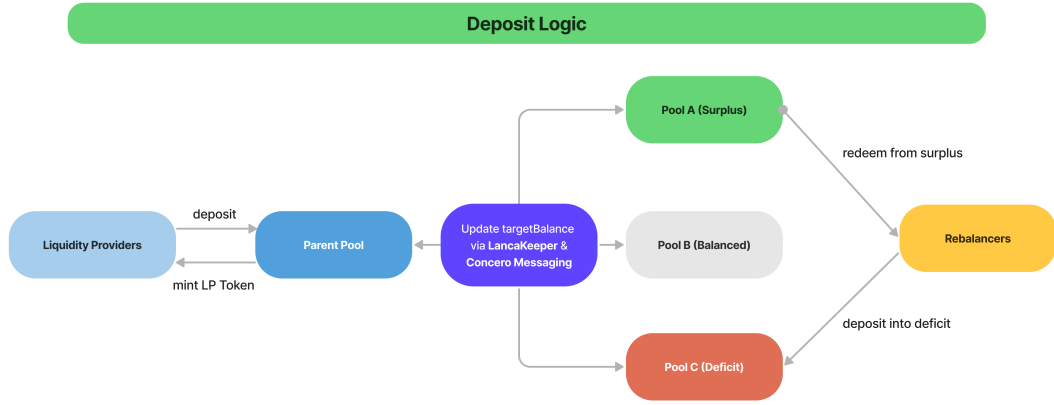 Deposit Logic
Pool A (Surplus)
redeem from surplus
deposit
Liquidity Providers
Parent Pool
mint LP Token
Update targetBalance
via LancaKeeper &
Concero Messaging
Pool B (Balanced)
Rebalancers
deposit into deficit
Pool C (Deficit)